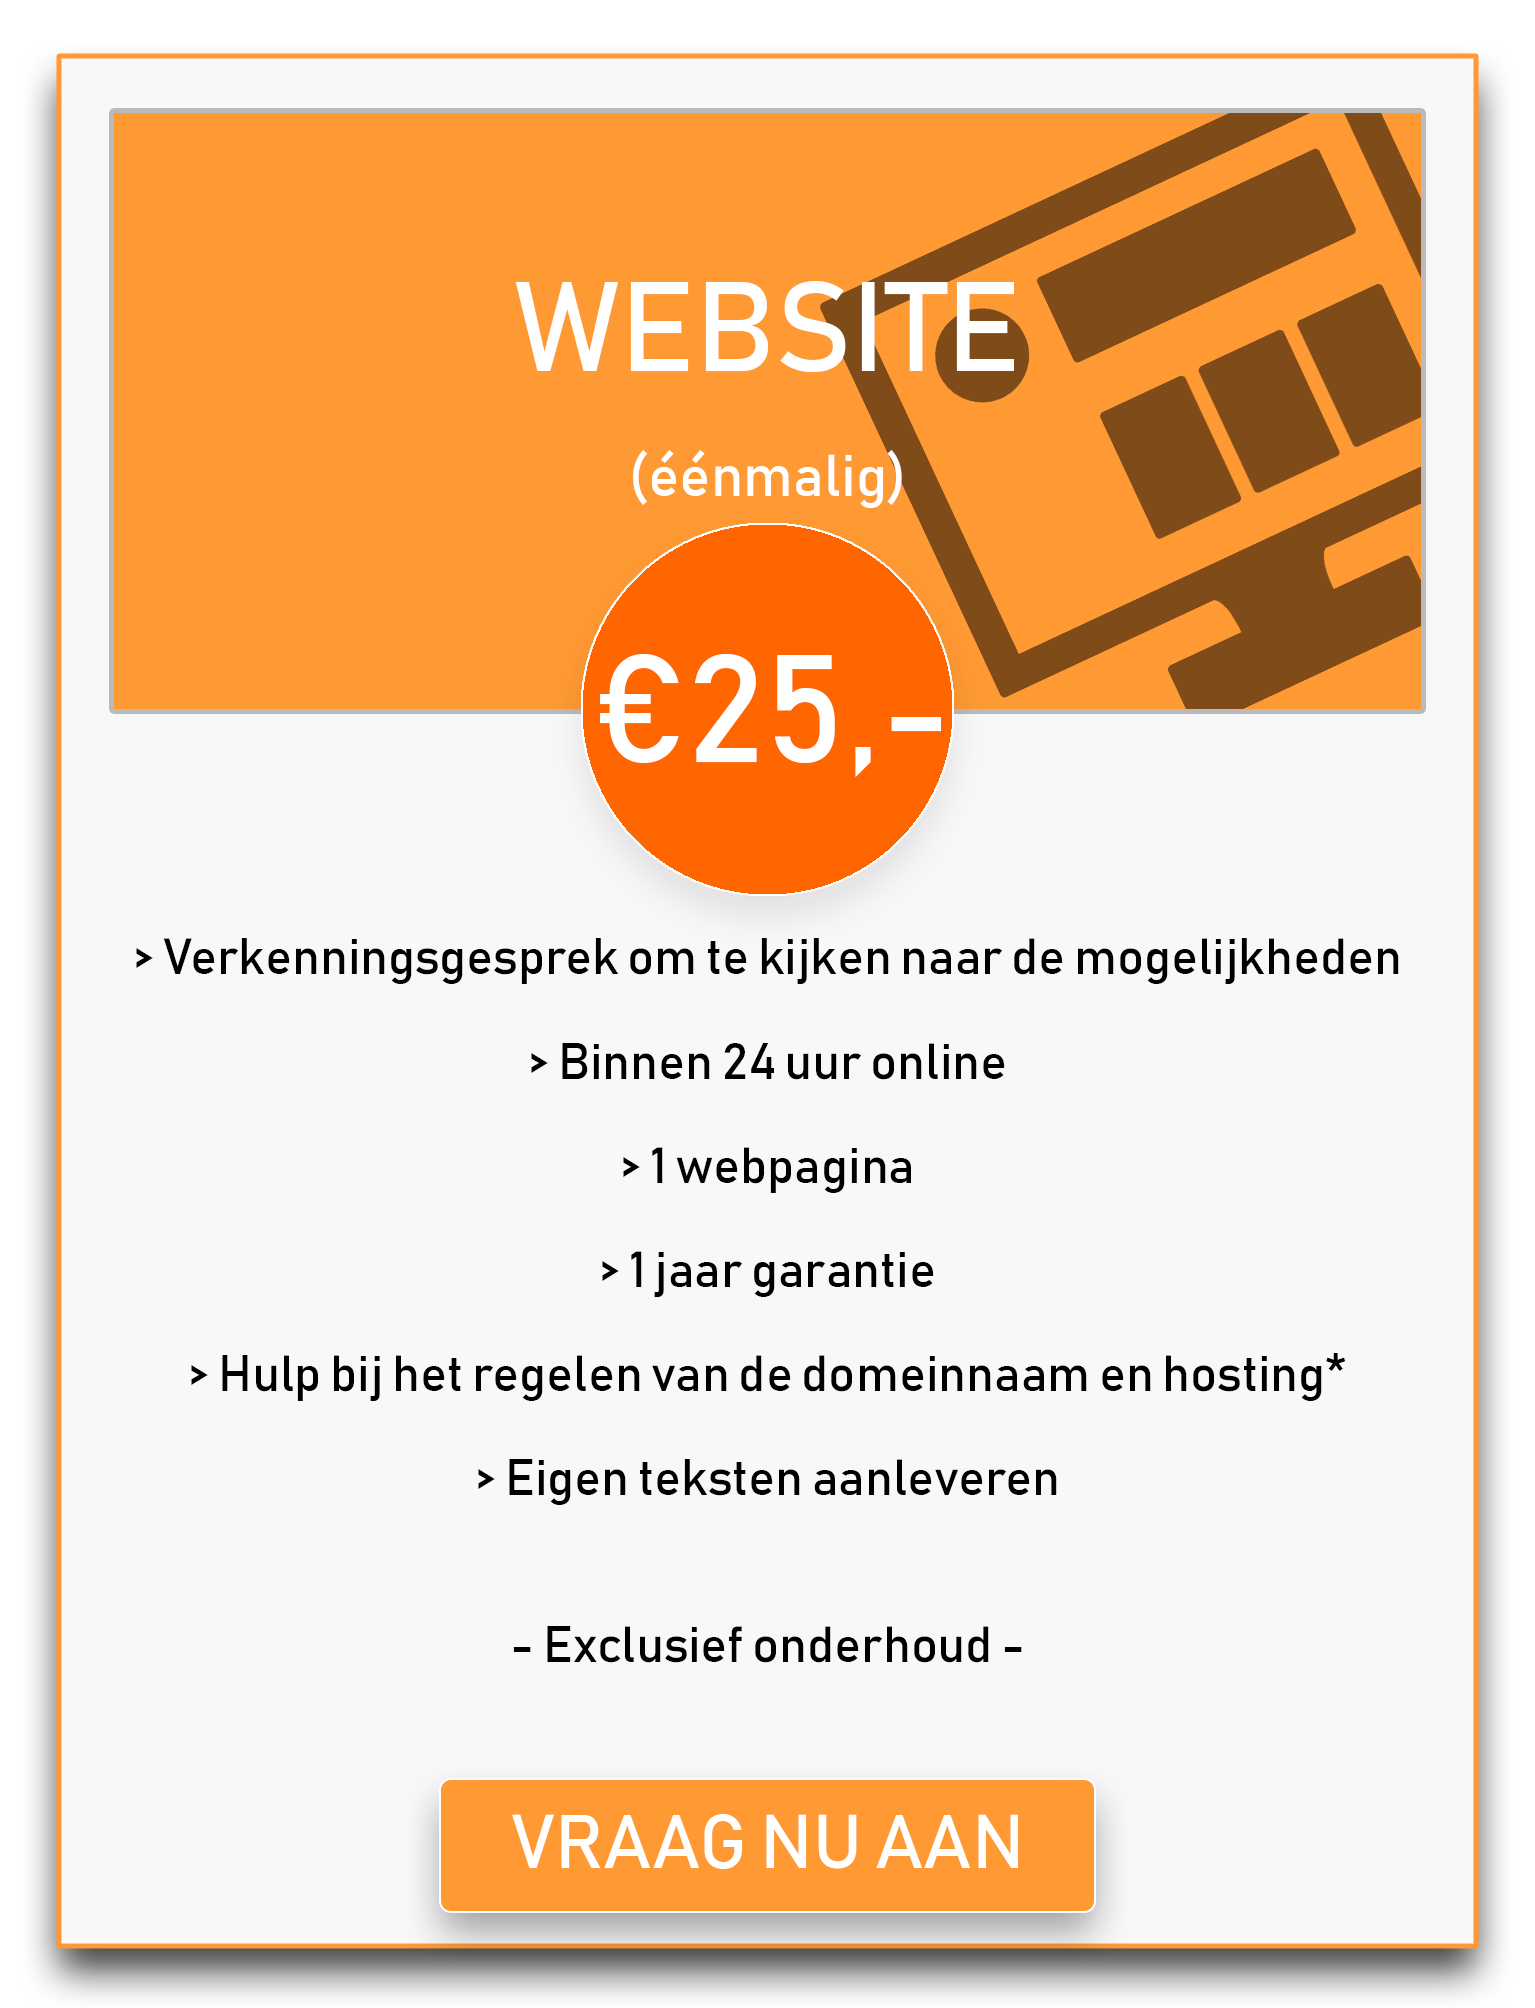 WEBSITE
(éénmalig)
€25,-
> Verkenningsgesprek om te kijken naar de mogelijkheden
> Binnen 24 uur online
> 1 webpagina
> 1 jaar garantie
> Hulp bij het regelen van de domeinnaam en hosting*
> Eigen teksten aanleveren
- Exclusief onderhoud -
VRAAG NU AAN